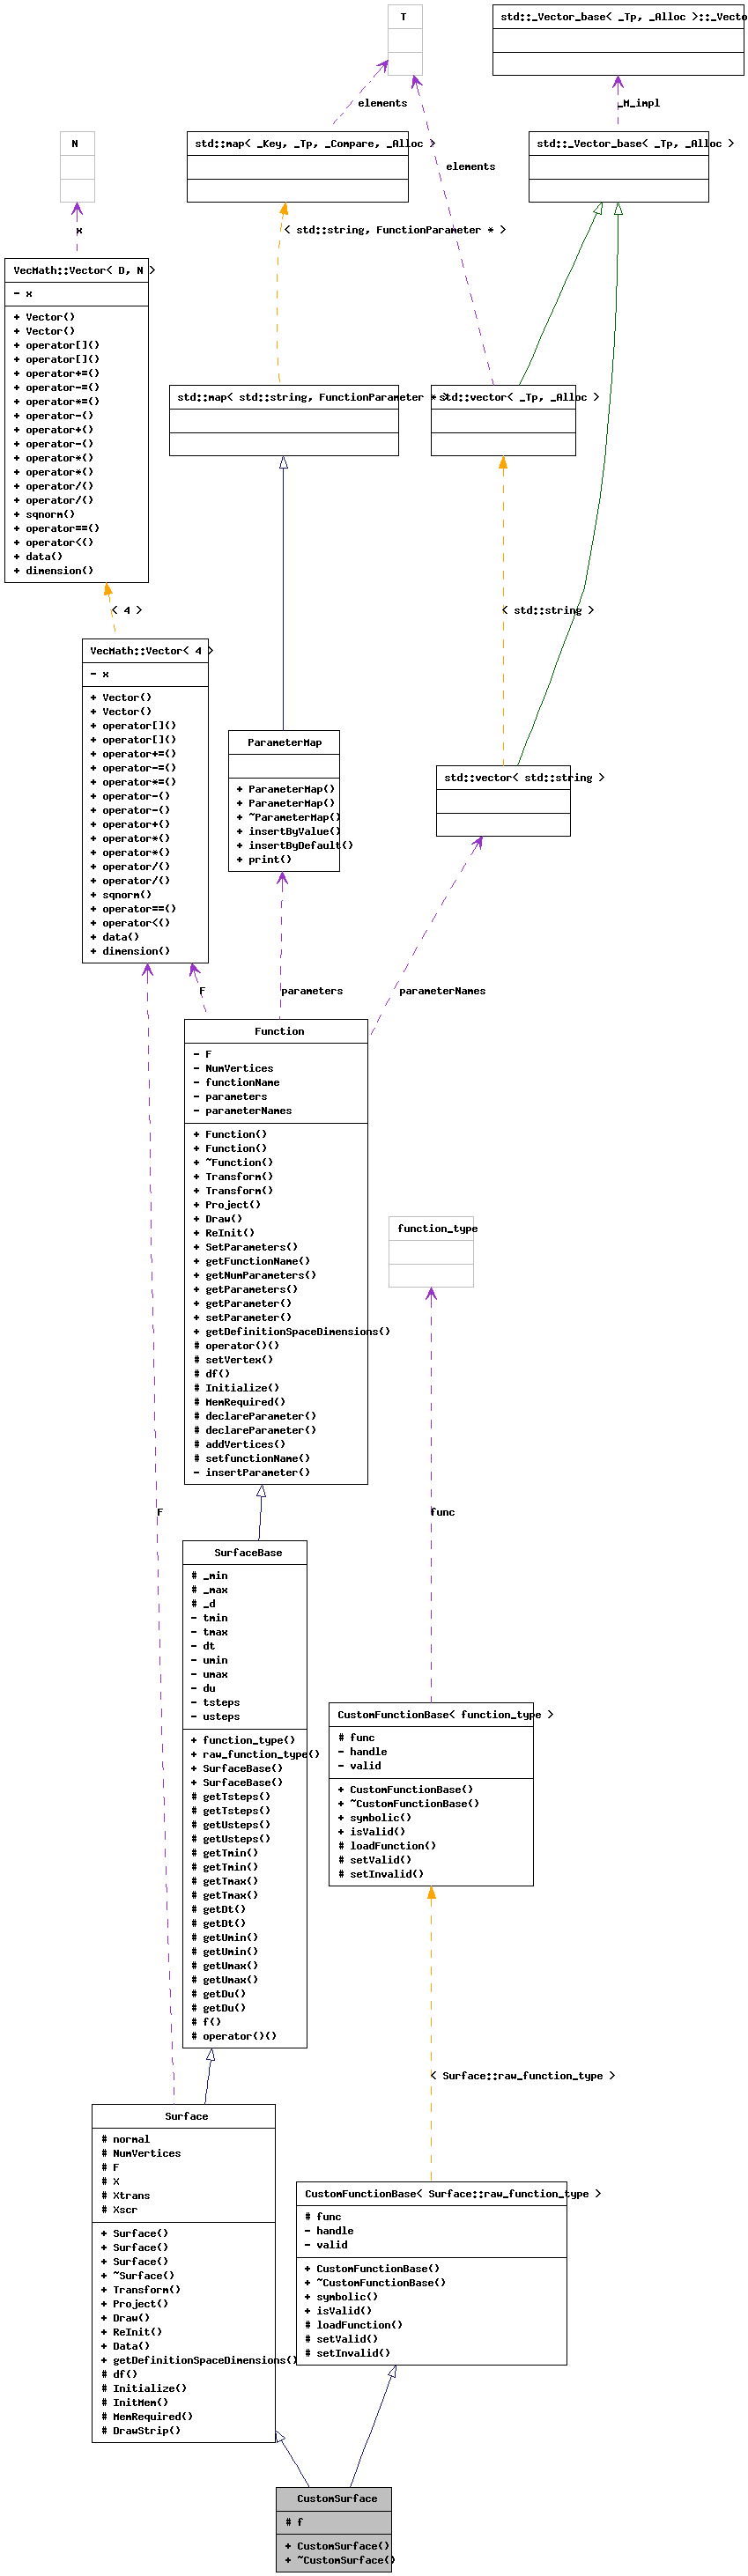 T
std::_Vector_base< _Tp, _Alloc >::_Vecto
elements
_M_impl
N
std::map< _Key, _Tp, _Compare, _Alloc >
std::_Vector_base< _Tp, _Alloc >
elements
x
< std::string, FunctionParameter * >
VecMath::Vector< D, N >
- x
+ Vector()
+ Vector()
+ operator[]()
+ operator[]()
+ operator+=()
+ operator-=()
+ operator*=()
+ operator-()
+ operator+()
+ operator-()
+ operator*()
+ operator*()
+ operator/()
+ operator/()
+ sqnorm()
+ operator==()
+ operator<()
+ data()
+ dimension()
std::map< std::string, FunctionParameter * >
std::vector< _Tp, _Alloc >
< 4 >
< std::string >
VecMath::Vector< 4 >
- x
+ Vector()
+ Vector()
+ operator[]()
+ operator[]()
+ operator+=()
+ operator-=()
+ operator*=()
+ operator-()
+ operator-()
+ operator+()
+ operator*()
+ operator*()
+ operator/()
+ operator/()
+ sqnorm()
+ operator==()
+ operator<()
+ data()
+ dimension()
ParameterMap
+ ParameterMap()
+ ParameterMap()
+ ~ParameterMap()
+ insertByValue()
+ insertByDefault()
+ print()
std::vector< std::string >
F
parameters
parameterNames
Function
- F
- NumVertices
- functionName
- parameters
- parameterNames
+ Function()
+ Function()
+ ~Function()
+ Transform()
+ Transform()
+ Project()
+ Draw()
+ ReInit()
+ SetParameters()
+ getFunctionName()
+ getNumParameters()
+ getParameters()
+ getParameter()
+ setParameter()
+ getDefinitionSpaceDimensions()
# operator()()
# setVertex()
# df()
# Initialize()
# MemRequired()
# declareParameter()
# declareParameter()
# addVertices()
# setfunctionName()
- insertParameter()
function_type
F
func
SurfaceBase
# _min
# _max
# _d
- tmin
- tmax
- dt
- umin
- umax
- du
- tsteps
- usteps
+ function_type()
+ raw_function_type()
+ SurfaceBase()
+ SurfaceBase()
# getTsteps()
# getTsteps()
# getUsteps()
# getUsteps()
# getTmin()
# getTmin()
# getTmax()
# getTmax()
# getDt()
# getDt()
# getUmin()
# getUmin()
# getUmax()
# getUmax()
# getDu()
# getDu()
# f()
# operator()()
CustomFunctionBase< function_type >
# func
- handle
- valid
+ CustomFunctionBase()
+ ~CustomFunctionBase()
+ symbolic()
+ isValid()
# loadFunction()
# setValid()
# setInvalid()
< Surface::raw_function_type >
Surface
# normal
# NumVertices
# F
# X
# Xtrans
# Xscr
+ Surface()
+ Surface()
+ Surface()
+ ~Surface()
+ Transform()
+ Project()
+ Draw()
+ ReInit()
+ Data()
+ getDefinitionSpaceDimensions()
# df()
# Initialize()
# InitMem()
# MemRequired()
# DrawStrip()
CustomFunctionBase< Surface::raw_function_type >
# func
- handle
- valid
+ CustomFunctionBase()
+ ~CustomFunctionBase()
+ symbolic()
+ isValid()
# loadFunction()
# setValid()
# setInvalid()
CustomSurface
# f
+ CustomSurface()
+ ~CustomSurface()